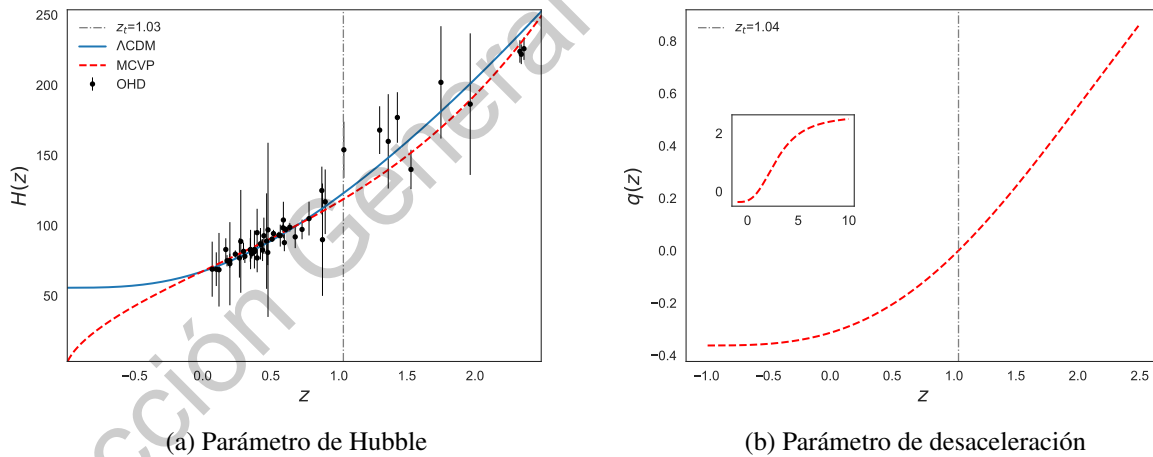 250
200
150
100
50
H(z)
−0.5
0.0
0.5
1.0
1.5
2.0
z
z_t=1.03
ΛCDM
MCVP
OHD
(a) Parámetro de Hubble
0.8
0.6
0.4
0.2
0.0
−0.2
−0.4
q(z)
−1.0
−0.5
0.0
0.5
1.0
1.5
2.0
2.5
z
z_t=1.04
2
0
0
5
10
(b) Parámetro de desaceleración
cción General